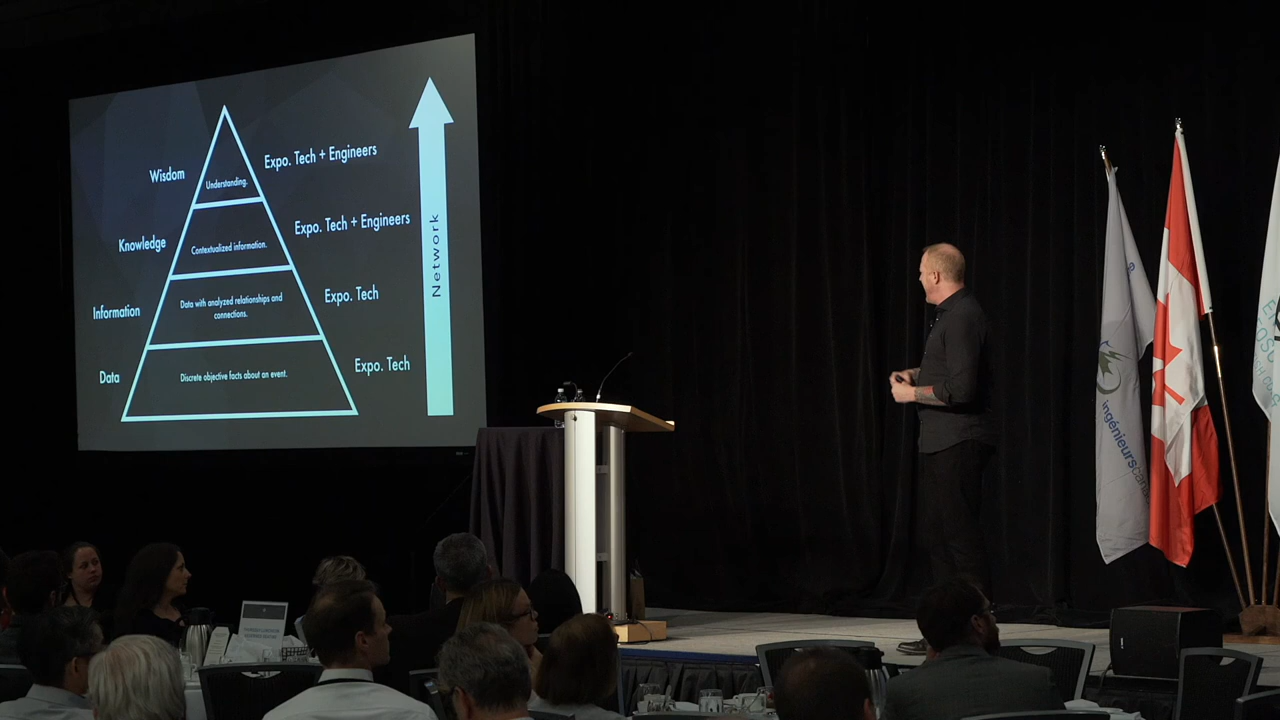 Wisdom
Understanding.
Expo. Tech + Engineers
Knowledge
Contextualized information.
Expo. Tech + Engineers
Information
Data with analyzed relationships and
connections.
Expo. Tech
Data
Discrete objective facts about an event.
Expo. Tech
Network
ingénieurscana